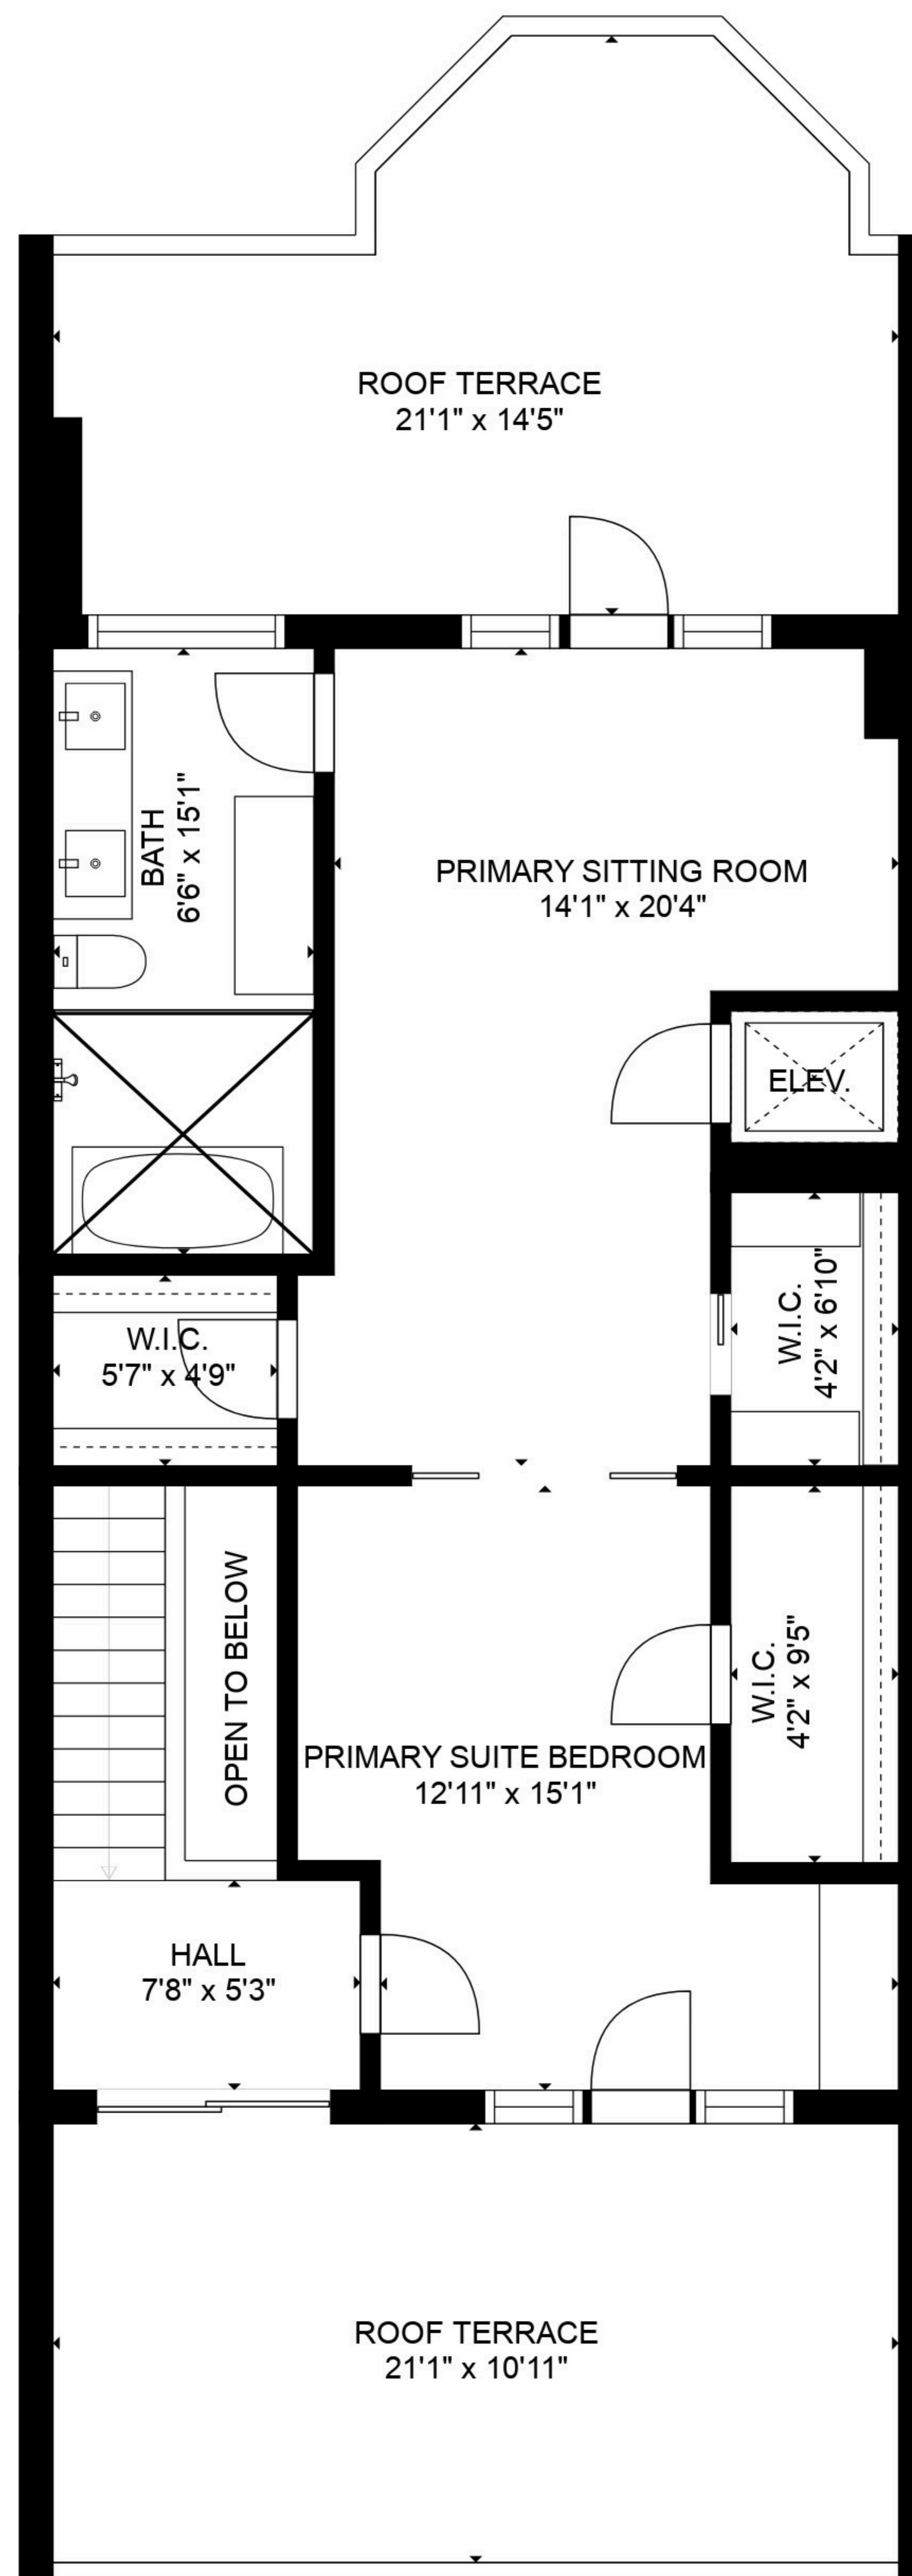 ROOF TERRACE
21'1" x 14'5"
BATH
6'6" x 15'1"
PRIMARY SITTING ROOM
14'1" x 20'4"
ELEV.
W.I.C.
5'7" x 4'9"
W.I.C.
4'2" x 6'10"
OPEN TO BELOW
W.I.C.
4'2" x 9'5"
PRIMARY SUITE BEDROOM
12'11" x 15'1"
HALL
7'8" x 5'3"
ROOF TERRACE
21'1" x 10'11"